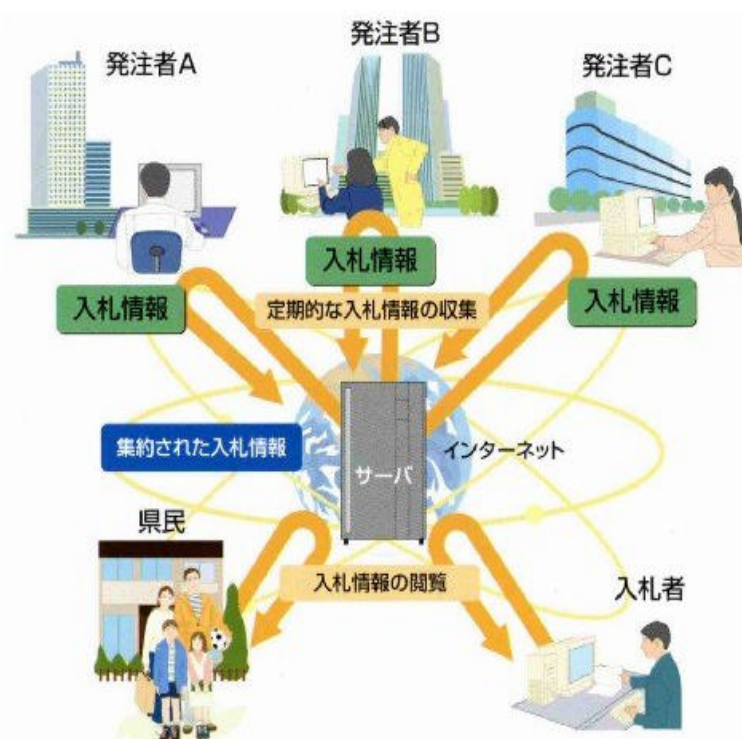 発注者A
発注者B
発注者C
入札情報
入札情報
入札情報
定期的な入札情報の収集
集約された入札情報
インターネット
サーバ
県民
入札情報の閲覧
入札者